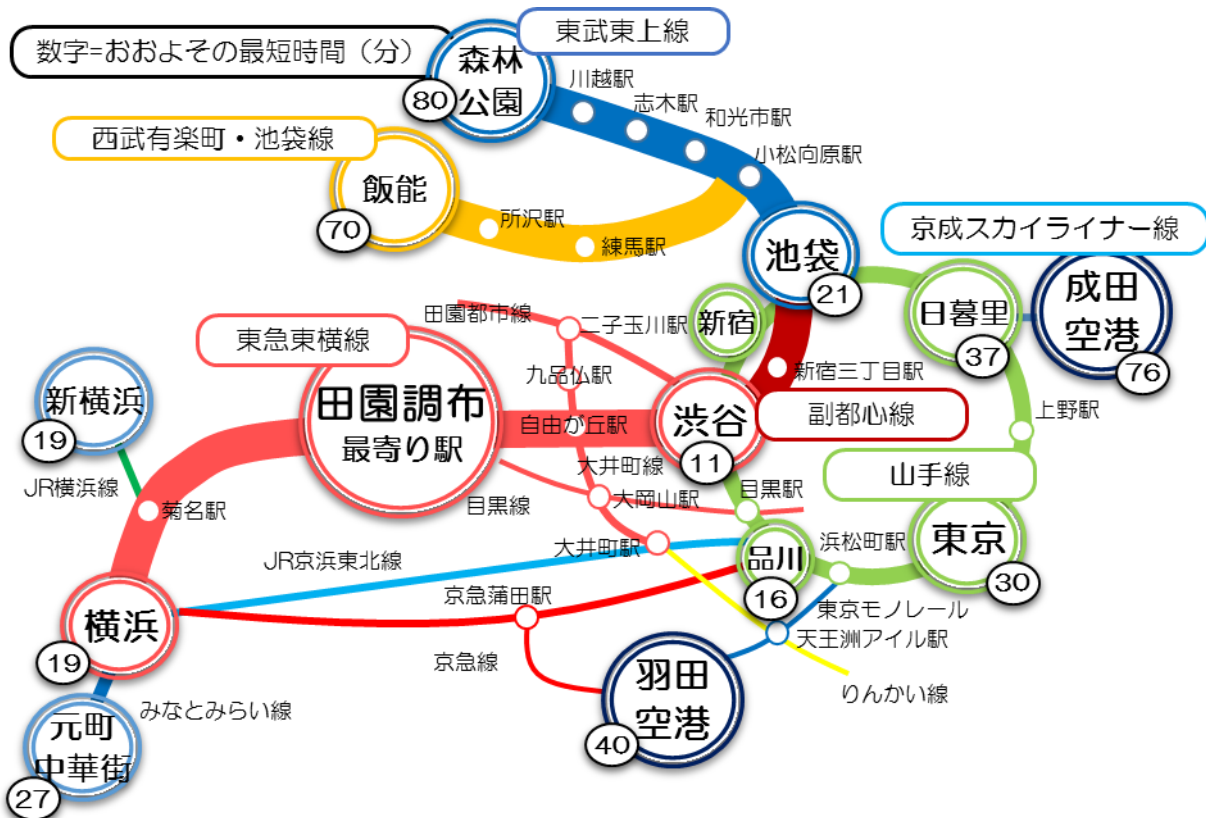 東武東上線
数字=おおよその最短時間（分）
森林
公園
80
川越駅
志木駅
和光市駅
小松向原駅
西武有楽町・池袋線
飯能
70
所沢駅
練馬駅
池袋
21
京成スカイライナー線
成田
空港
76
日暮里
37
新宿
田園都市線
二子玉川駅
東急東横線
九品仏駅
新宿三丁目駅
新横浜
19
田園調布
最寄り駅
自由が丘駅
渋谷
11
副都心線
上野駅
JR横浜線
菊名駅
目黒線
大井町線
大岡山駅
目黒駅
山手線
大井町駅
JR京浜東北線
品川
16
浜松町駅
東京
30
横浜
19
京急蒲田駅
東京モノレール
天王洲アイル駅
京急線
羽田
空港
40
りんかい線
みなとみらい線
元町
中華街
27